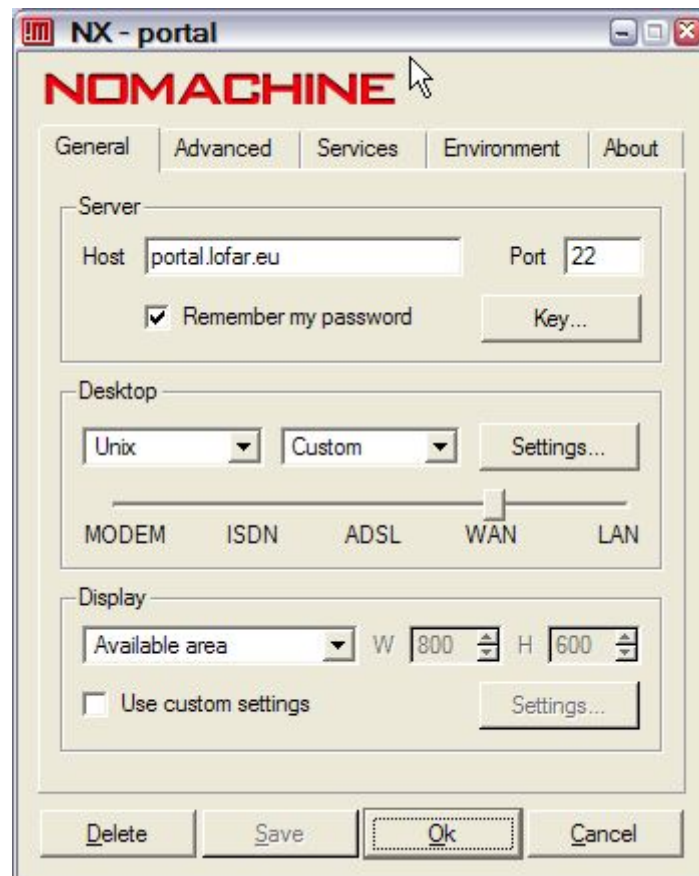 !M NX - portal
NOMACHINE
General Advanced Services Environment About
Server
Host portal.lofar.eu Port 22
Remember my password Key...
Desktop
Unix Custom Settings...
MODEM ISDN ADSL WAN LAN
Display
Available area W 800 H 600
Use custom settings Settings...
Delete Save Ok Cancel